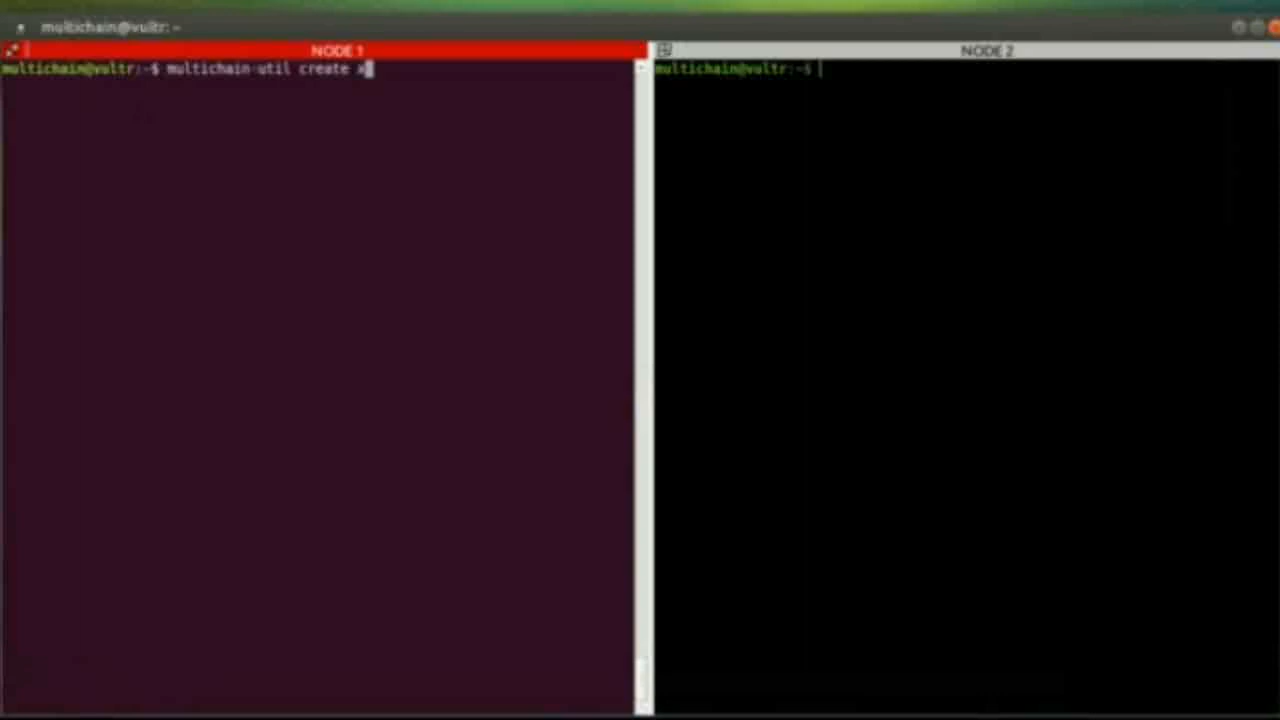 multichain@vultr: ~
NODE 1
NODE 2
multichain@vultr:~$ multichain-util create x
multichain@vultr:~$